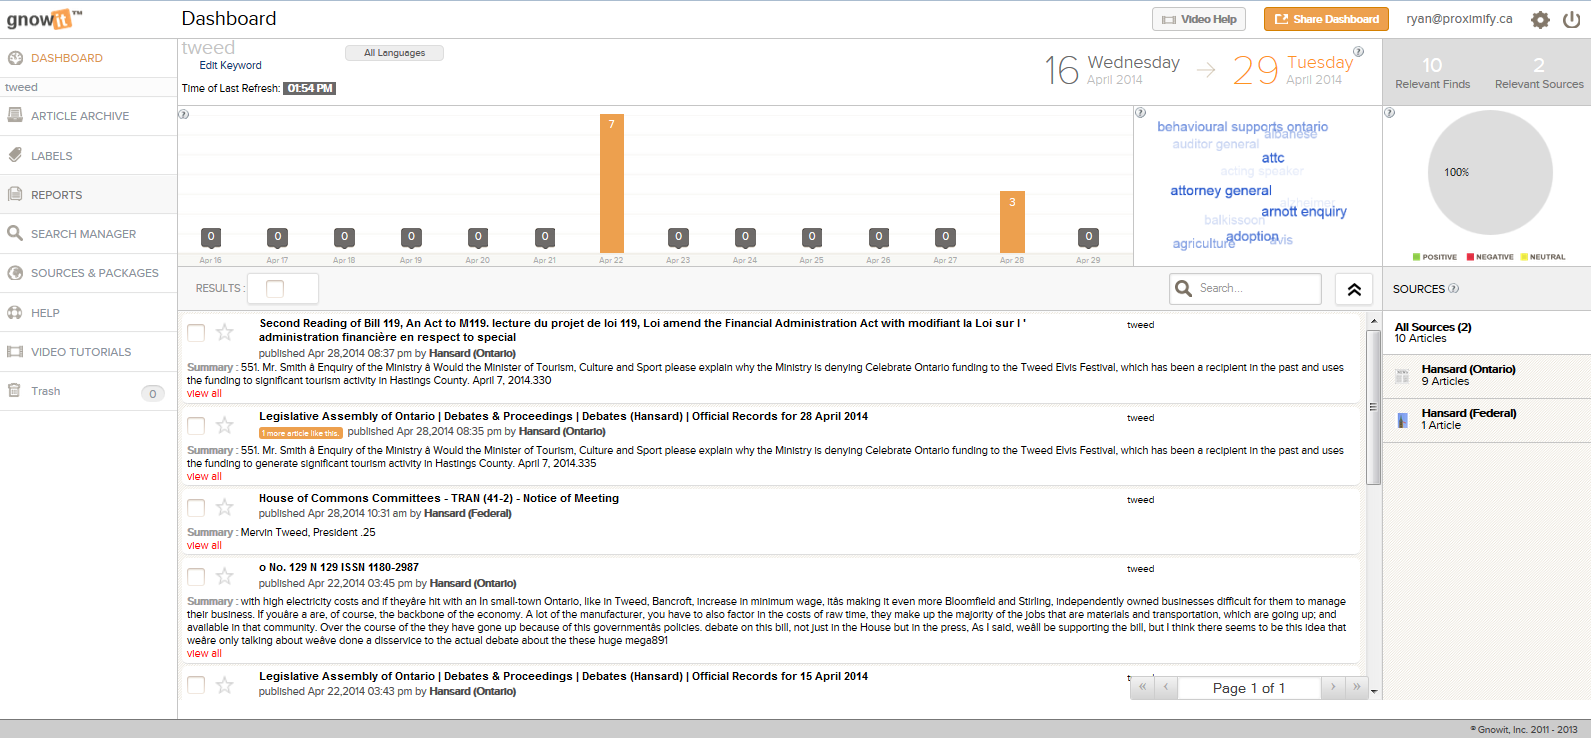 gnowit™
Dashboard
Video Help
Share Dashboard
ryan@proximify.ca
DASHBOARD
tweed
ARTICLE ARCHIVE
LABELS
REPORTS
SEARCH MANAGER
SOURCES & PACKAGES
HELP
VIDEO TUTORIALS
Trash
0
tweed
Edit Keyword
All Languages
Time of Last Refresh: 01:54 PM
16 Wednesday
April 2014
29 Tuesday
April 2014
10
Relevant Finds
2
Relevant Sources
7
3
0 0 0 0 0 0 0 0 0 0 0 0
Apr 16 Apr 17 Apr 18 Apr 19 Apr 20 Apr 21 Apr 22 Apr 23 Apr 24 Apr 25 Apr 26 Apr 27 Apr 28 Apr 29
behavioural supports ontario
albanese
auditor general
attc
acting speaker
attorney general
alzheimer
arnott enquiry
balkissoon
adoption
avis
agriculture
100%
POSITIVE NEGATIVE NEUTRAL
RESULTS :
Search...
SOURCES
All Sources (2)
10 Articles
Hansard (Ontario)
9 Articles
Hansard (Federal)
1 Article
Second Reading of Bill 119, An Act to M119. lecture du projet de loi 119, Loi amend the Financial Administration Act with modifiant la Loi sur l '
administration financière en respect to special
tweed
published Apr 28,2014 08:37 pm by Hansard (Ontario)
Summary : 551. Mr. Smith â Enquiry of the Ministry â Would the Minister of Tourism, Culture and Sport please explain why the Ministry is denying Celebrate Ontario funding to the Tweed Elvis Festival, which has been a recipient in the past and uses
the funding to significant tourism activity in Hastings County. April 7, 2014.330
view all
Legislative Assembly of Ontario | Debates & Proceedings | Debates (Hansard) | Official Records for 28 April 2014
tweed
1 more article like this. published Apr 28,2014 08:35 pm by Hansard (Ontario)
Summary : 551. Mr. Smith â Enquiry of the Ministry â Would the Minister of Tourism, Culture and Sport please explain why the Ministry is denying Celebrate Ontario funding to the Tweed Elvis Festival, which has been a recipient in the past and uses
the funding to generate significant tourism activity in Hastings County. April 7, 2014.335
view all
House of Commons Committees - TRAN (41-2) - Notice of Meeting
tweed
published Apr 28,2014 10:31 am by Hansard (Federal)
Summary : Mervin Tweed, President .25
view all
o No. 129 N 129 ISSN 1180-2987
tweed
published Apr 22,2014 03:45 pm by Hansard (Ontario)
Summary : with high electricity costs and if theyâre hit with an In small-town Ontario, like in Tweed, Bancroft, increase in minimum wage, itâs making it even more Bloomfield and Stirling, independently owned businesses difficult for them to manage
their business. If youâre a are, of course, the backbone of the economy. A lot of the manufacturer, you have to also factor in the costs of raw time, they make up the majority of the jobs that are materials and transportation, which are going up; and
available in that community. Over the course of the they have gone up because of this governmentâs policies. debate on this bill, not just in the House but in the press, As I said, weâll be supporting the bill, but I think there seems to be this idea that
weâre only talking about weâve done a disservice to the actual debate about the these huge mega891
view all
Legislative Assembly of Ontario | Debates & Proceedings | Debates (Hansard) | Official Records for 15 April 2014
published Apr 22,2014 03:43 pm by Hansard (Ontario)
Page 1 of 1
® Gnowit, Inc. 2011 - 2013